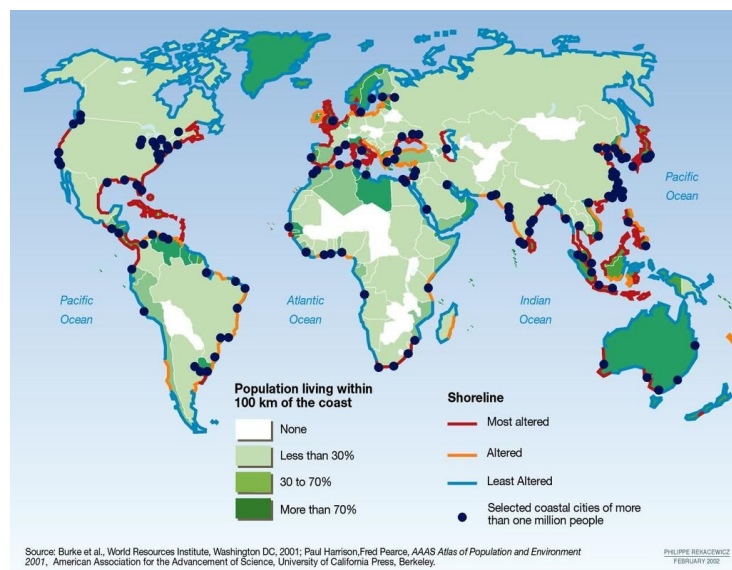 Pacific
Ocean
Pacific
Ocean
Atlantic
Ocean
Indian
Ocean
Population living within
100 km of the coast
None
Less than 30%
30 to 70%
More than 70%
Shoreline
Most altered
Altered
Least Altered
Selected coastal cities of more
than one million people
Source: Burke et al., World Resources Institute, Washington DC, 2001; Paul Harrison,Fred Pearce, AAAS Atlas of Population and Environment
2001, American Association for the Advancement of Science, University of California Press, Berkeley.
PHILIPPE REKACEWICZ
FEBRUARY 2002